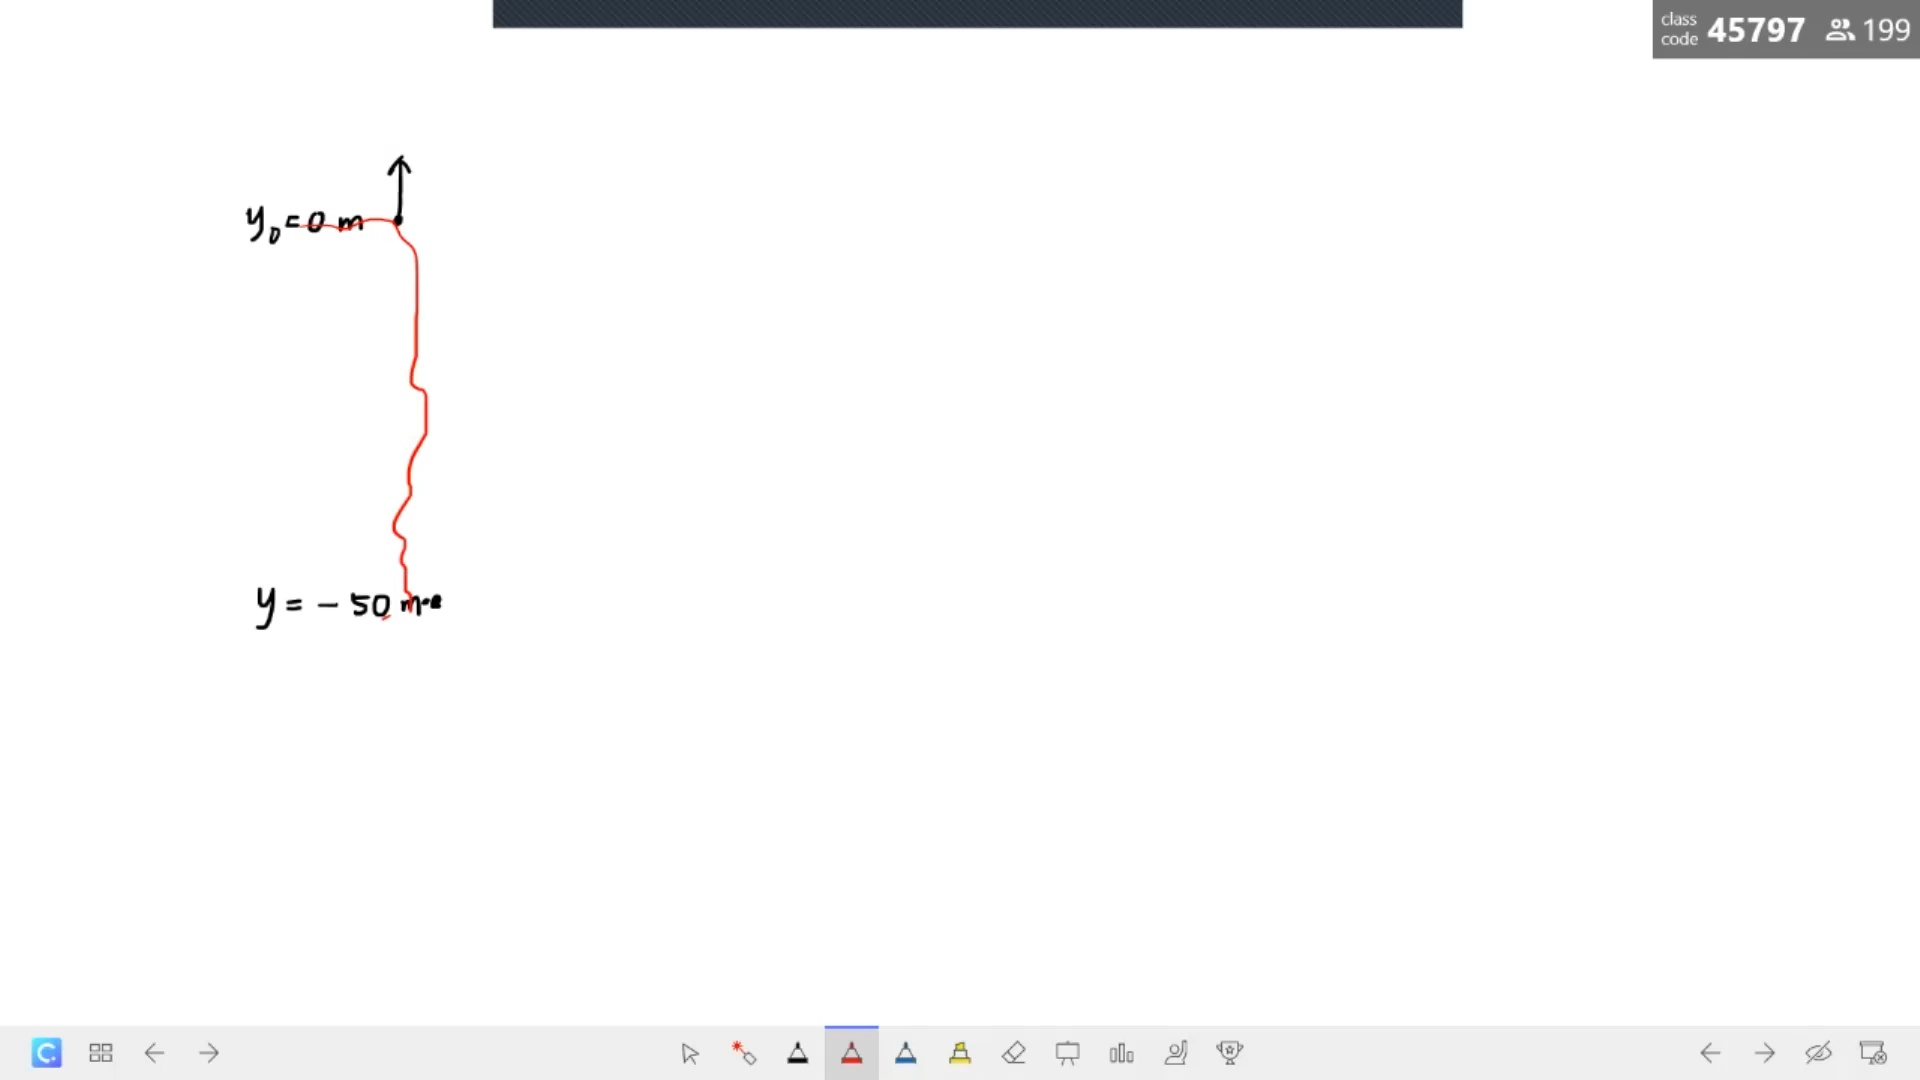 class
code 45797 199
y₀ = 0 m
y = - 50 m